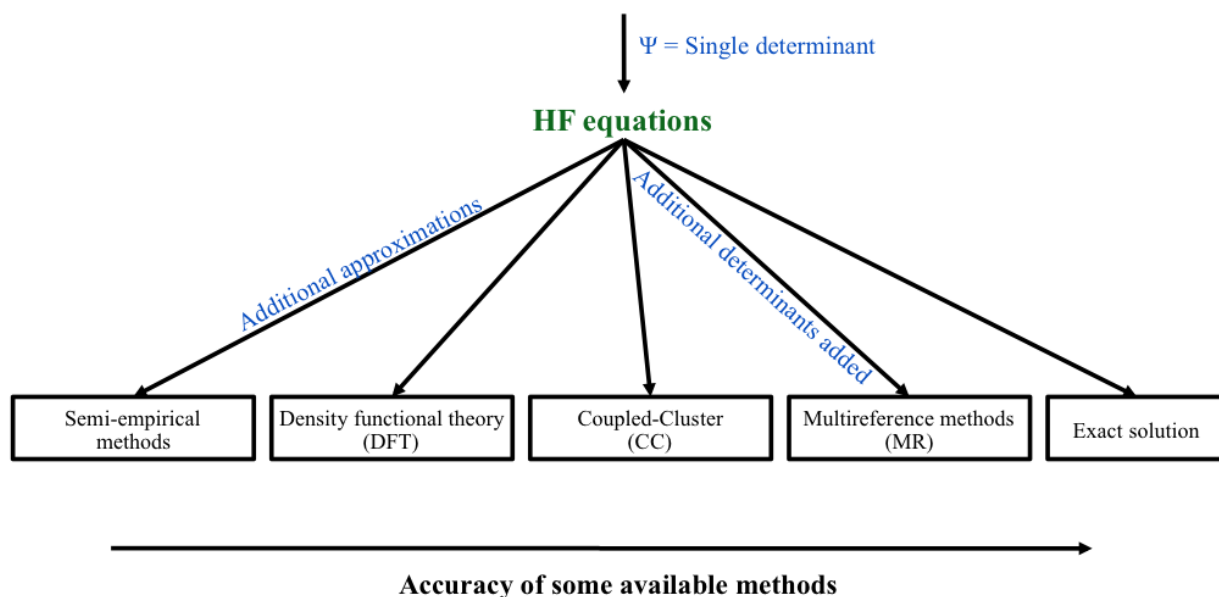 Ψ = Single determinant
HF equations
Additional approximations
Additional determinants added
Semi-empirical
methods
Density functional theory
(DFT)
Coupled-Cluster
(CC)
Multireference methods
(MR)
Exact solution
Accuracy of some available methods